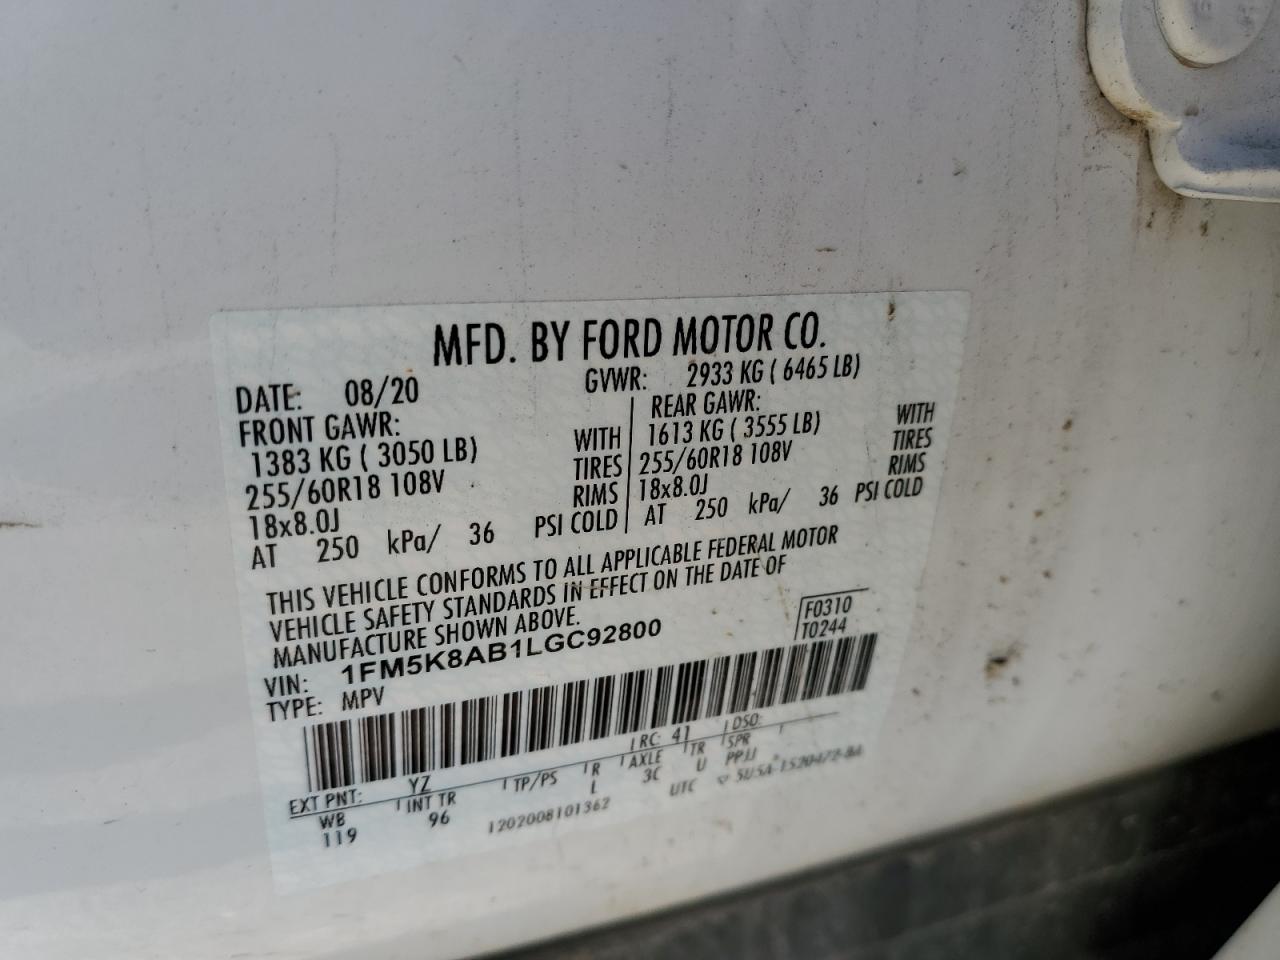 MFD. BY FORD MOTOR CO.
DATE: 08/20 GVWR: 2933 KG ( 6465 LB)
FRONT GAWR: REAR GAWR:
1383 KG ( 3050 LB) WITH 1613 KG ( 3555 LB) WITH
255/60R18 108V TIRES 255/60R18 108V TIRES
18x8.0J RIMS 18x8.0J RIMS
AT 250 kPa/ 36 PSI COLD AT 250 kPa/ 36 PSI COLD
THIS VEHICLE CONFORMS TO ALL APPLICABLE FEDERAL MOTOR
VEHICLE SAFETY STANDARDS IN EFFECT ON THE DATE OF
MANUFACTURE SHOWN ABOVE.
F0310
T0244
VIN: 1FM5K8AB1LGC92800
TYPE: MPV
EXT PNT: YZ RC: 41 DSO:
WB INT TR TP/PS R AXLE TR SPR
119 96 L 3C U PPJJ
1202008101362 UTC 5U5A-1520472-BA